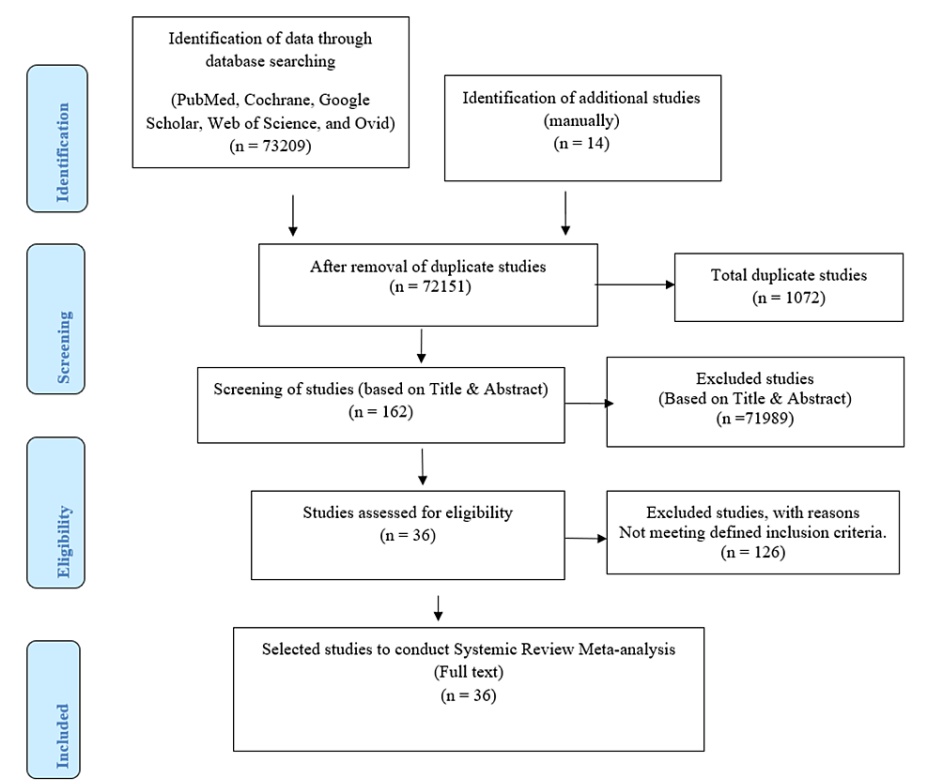 Identification of data through
database searching
(PubMed, Cochrane, Google
Scholar, Web of Science, and Ovid)
(n = 73209)
Identification of additional studies
(manually)
(n = 14)
Identification
After removal of duplicate studies
(n = 72151)
Total duplicate studies
(n = 1072)
Screening
Screening of studies (based on Title & Abstract)
(n = 162)
Excluded studies
(Based on Title & Abstract)
(n =71989)
Eligibility
Studies assessed for eligibility
(n = 36)
Excluded studies, with reasons
Not meeting defined inclusion criteria.
(n = 126)
Included
Selected studies to conduct Systemic Review Meta-analysis
(Full text)
(n = 36)